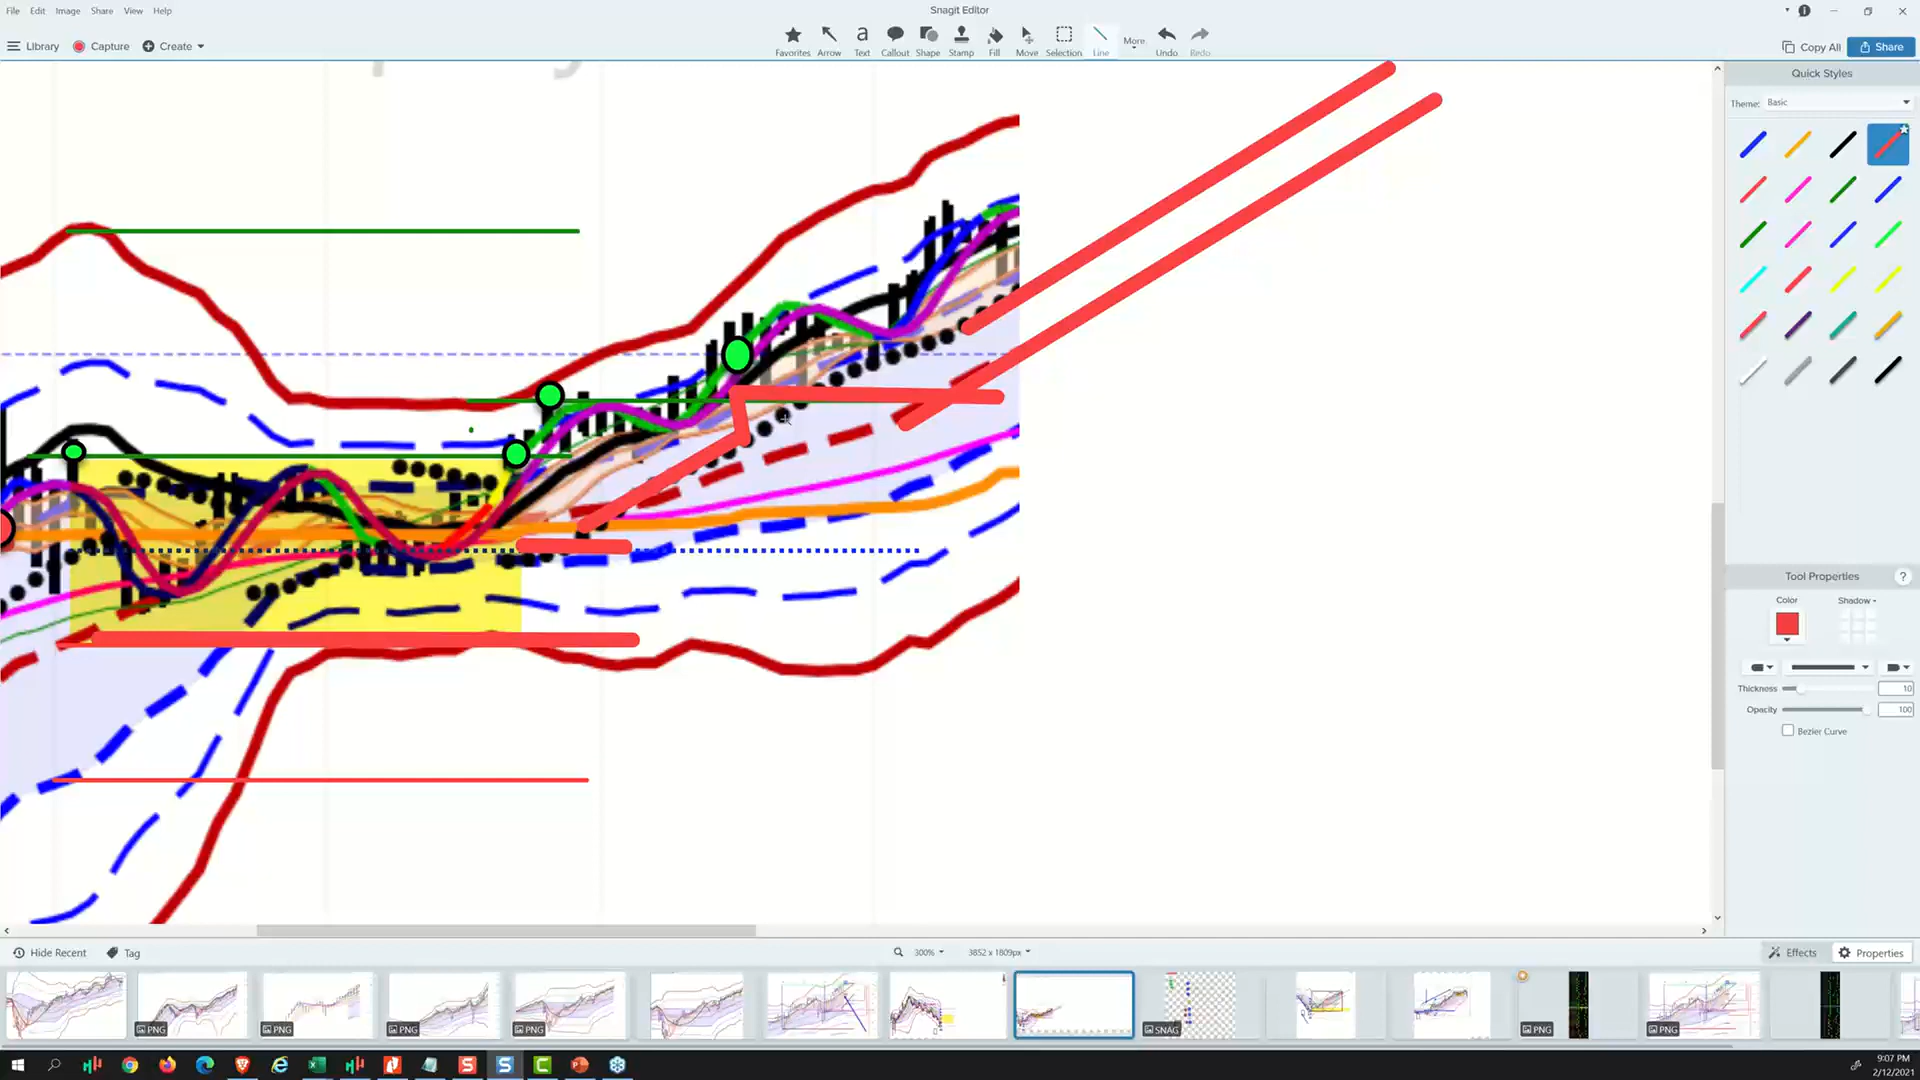 File Edit Image Share View Help
Snagit Editor
Library Capture Create
Favorites Arrow Text Callout Shape Stamp Fill Move Selection Line More Undo Redo
Copy All Share
Quick Styles
Theme: Basic
Tool Properties
?
Color Shadow
Thickness 10
Opacity 100
Bezier Curve
Hide Recent Tag
300% 3852 x 1809px
Effects Properties
PNG PNG PNG PNG SNAG PNG PNG
9:07 PM
2/12/2021